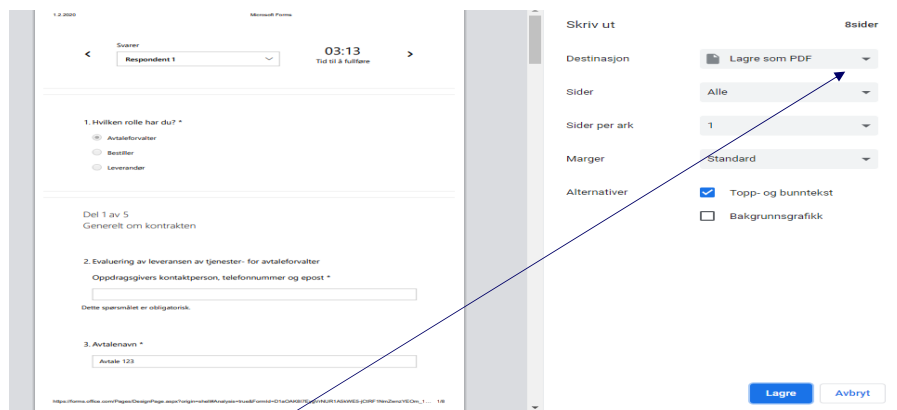 1.2.2020 Microsoft Forms
Svarer
Respondent 1
03:13
Tid til å fullføre
1. Hvilken rolle har du? *
Avtaleforvalter
Bestiller
Leverandør
Del 1 av 5
Generelt om kontrakten
2. Evaluering av leveransen av tjenester- for avtaleforvalter
Oppdragsgivers kontaktperson, telefonnummer og epost *
Dette spørsmålet er obligatorisk.
3. Avtalenavn *
Avtale 123
1/8
Skriv ut 8sider
Destinasjon Lagre som PDF
Sider Alle
Sider per ark 1
Marger Standard
Alternativer Topp- og bunntekst
Bakgrunnsgrafikk
Lagre Avbryt